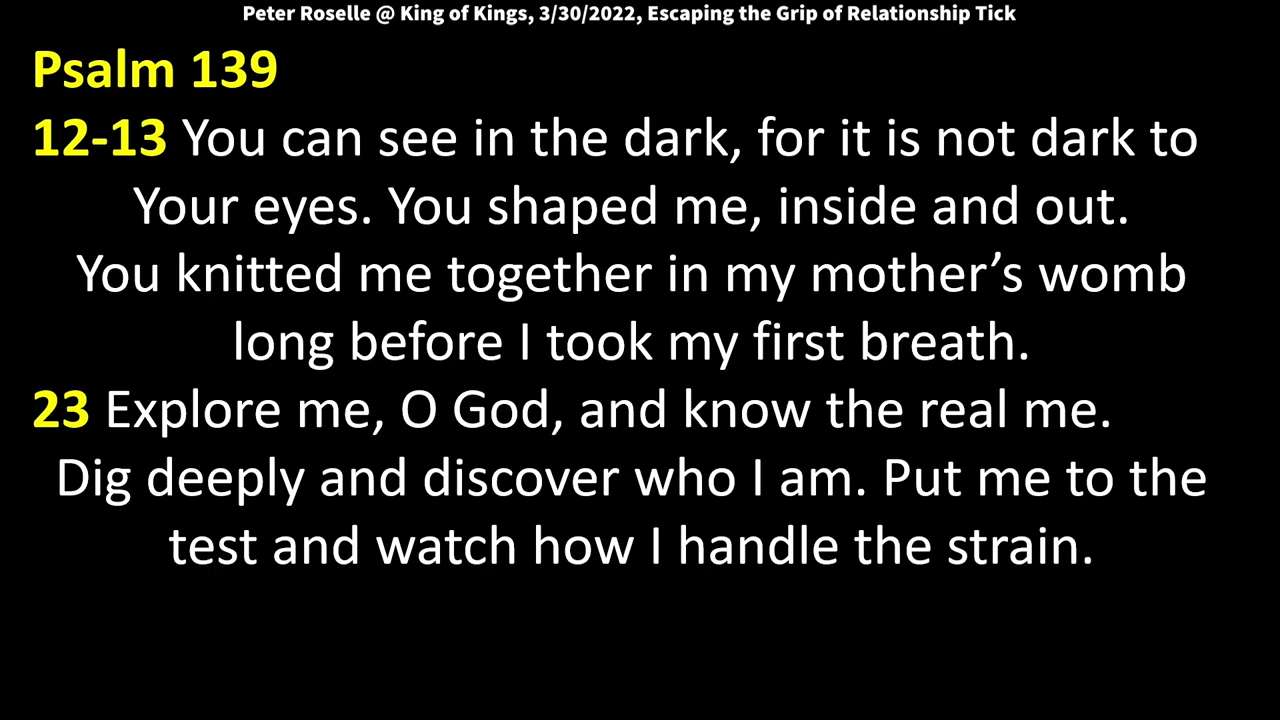 Peter Roselle @ King of Kings, 3/30/2022, Escaping the Grip of Relationship Tick
Psalm 139
12-13 You can see in the dark, for it is not dark to
Your eyes. You shaped me, inside and out.
You knitted me together in my mother’s womb
long before I took my first breath.
23 Explore me, O God, and know the real me.
Dig deeply and discover who I am. Put me to the
test and watch how I handle the strain.